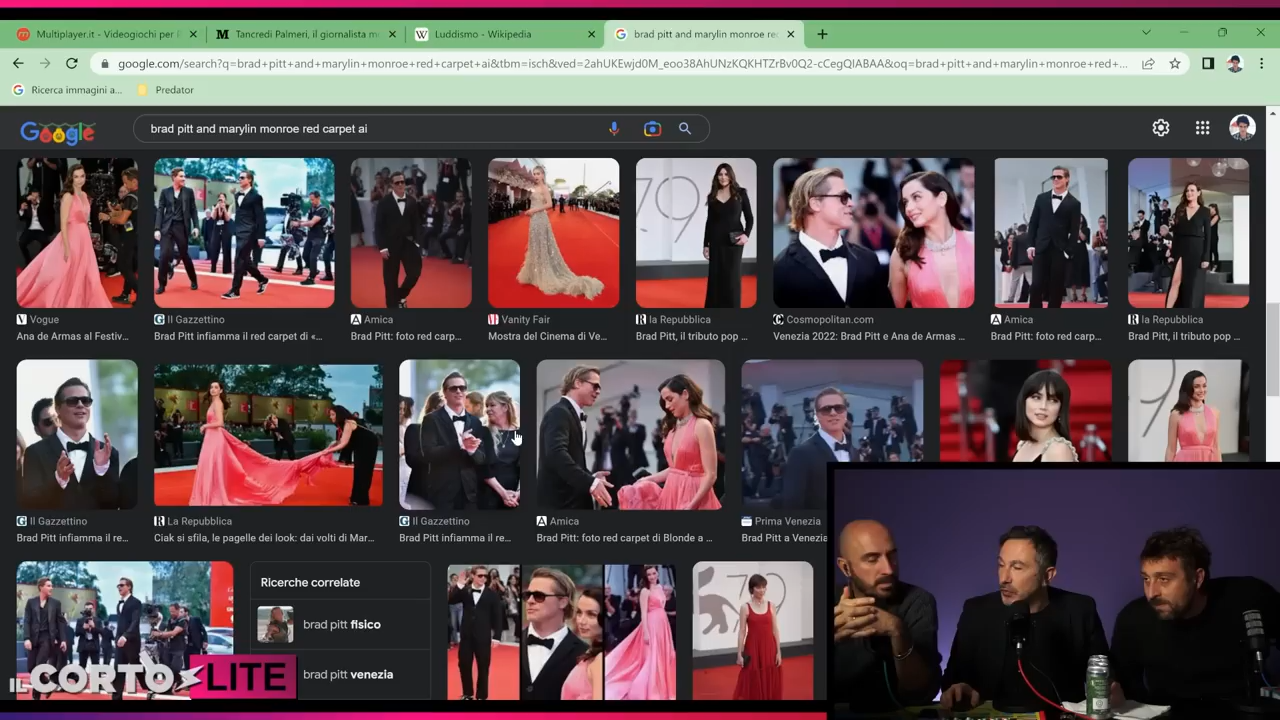 Multiplayer.it - Videogiochi per
Tancredi Palmeri, il giornalista m
Luddismo - Wikipedia
brad pitt and marylin monroe re
google.com/search?q=brad+pitt+and+marylin+monroe+red+carpet+ai&tbm=isch&ved=2ahUKEwjd0M_eoo38AhUNzKQKHTZrBv0Q2-cCegQIABAA&oq=brad+pitt+and+marylin+monroe+red+...
Ricerca immagini a...
Predator
Google
brad pitt and marylin monroe red carpet ai
79
Vogue
Il Gazzettino
Amica
Vanity Fair
la Repubblica
Cosmopolitan.com
Amica
la Repubblica
Ana de Armas al Festiv...
Brad Pitt infiamma il red carpet di «...
Brad Pitt: foto red carp...
Mostra del Cinema di Ve...
Brad Pitt, il tributo pop ...
Venezia 2022: Brad Pitt e Ana de Armas ...
Brad Pitt: foto red carp...
Brad Pitt, il tributo pop ...
Il Gazzettino
La Repubblica
Il Gazzettino
Amica
Prima Venezia
Brad Pitt infiamma il re...
Ciak si sfila, le pagelle dei look: dai volti di Mar...
Brad Pitt infiamma il re...
Brad Pitt: foto red carpet di Blonde a ...
Brad Pitt a Venezia
Ricerche correlate
brad pitt fisico
brad pitt venezia
79
IL CORTO LITE